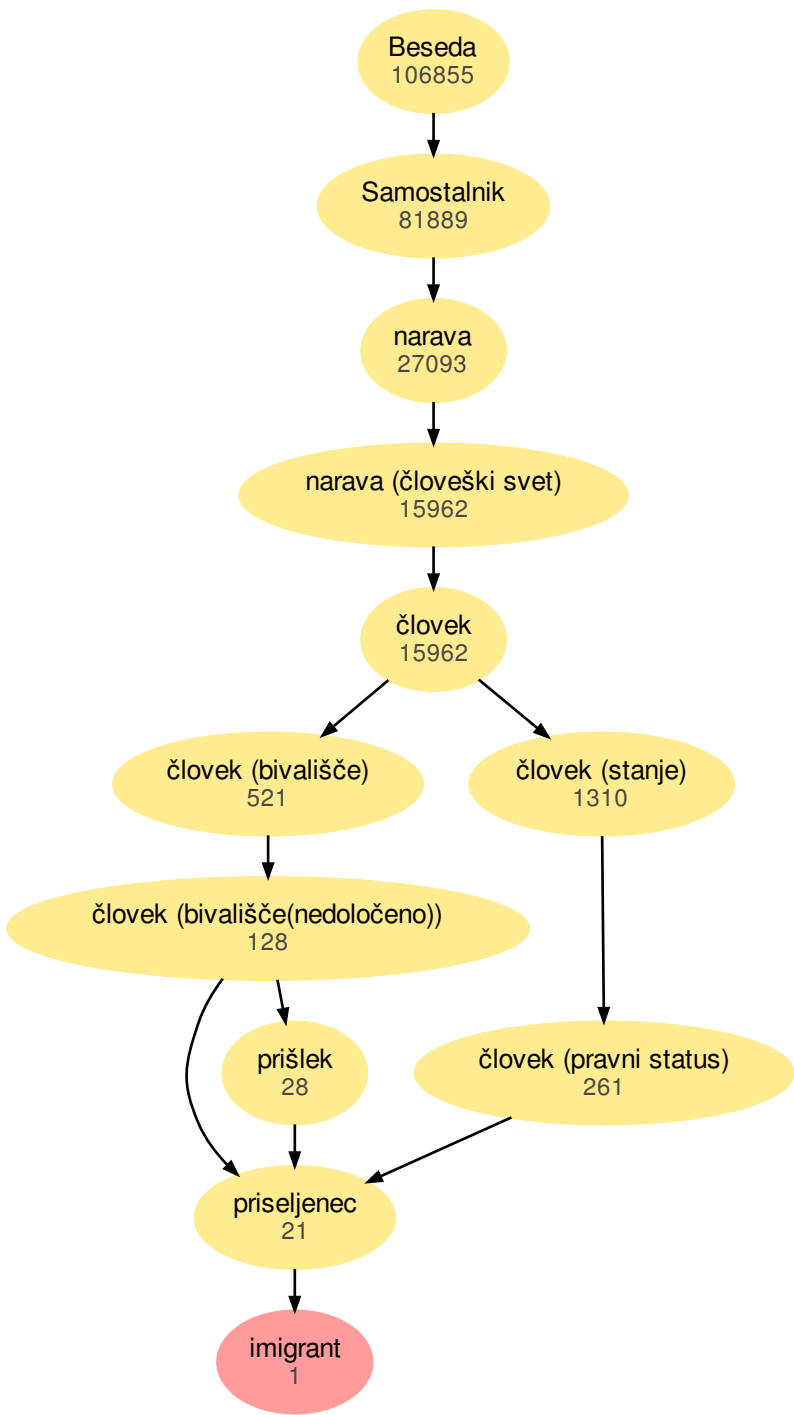 Beseda
106855
Samostalnik
81889
narava
27093
narava (človeški svet)
15962
človek
15962
človek (bivališče)
521
človek (stanje)
1310
človek (bivališče(nedoločeno))
128
prišlek
28
človek (pravni status)
261
priseljenec
21
imigrant
1